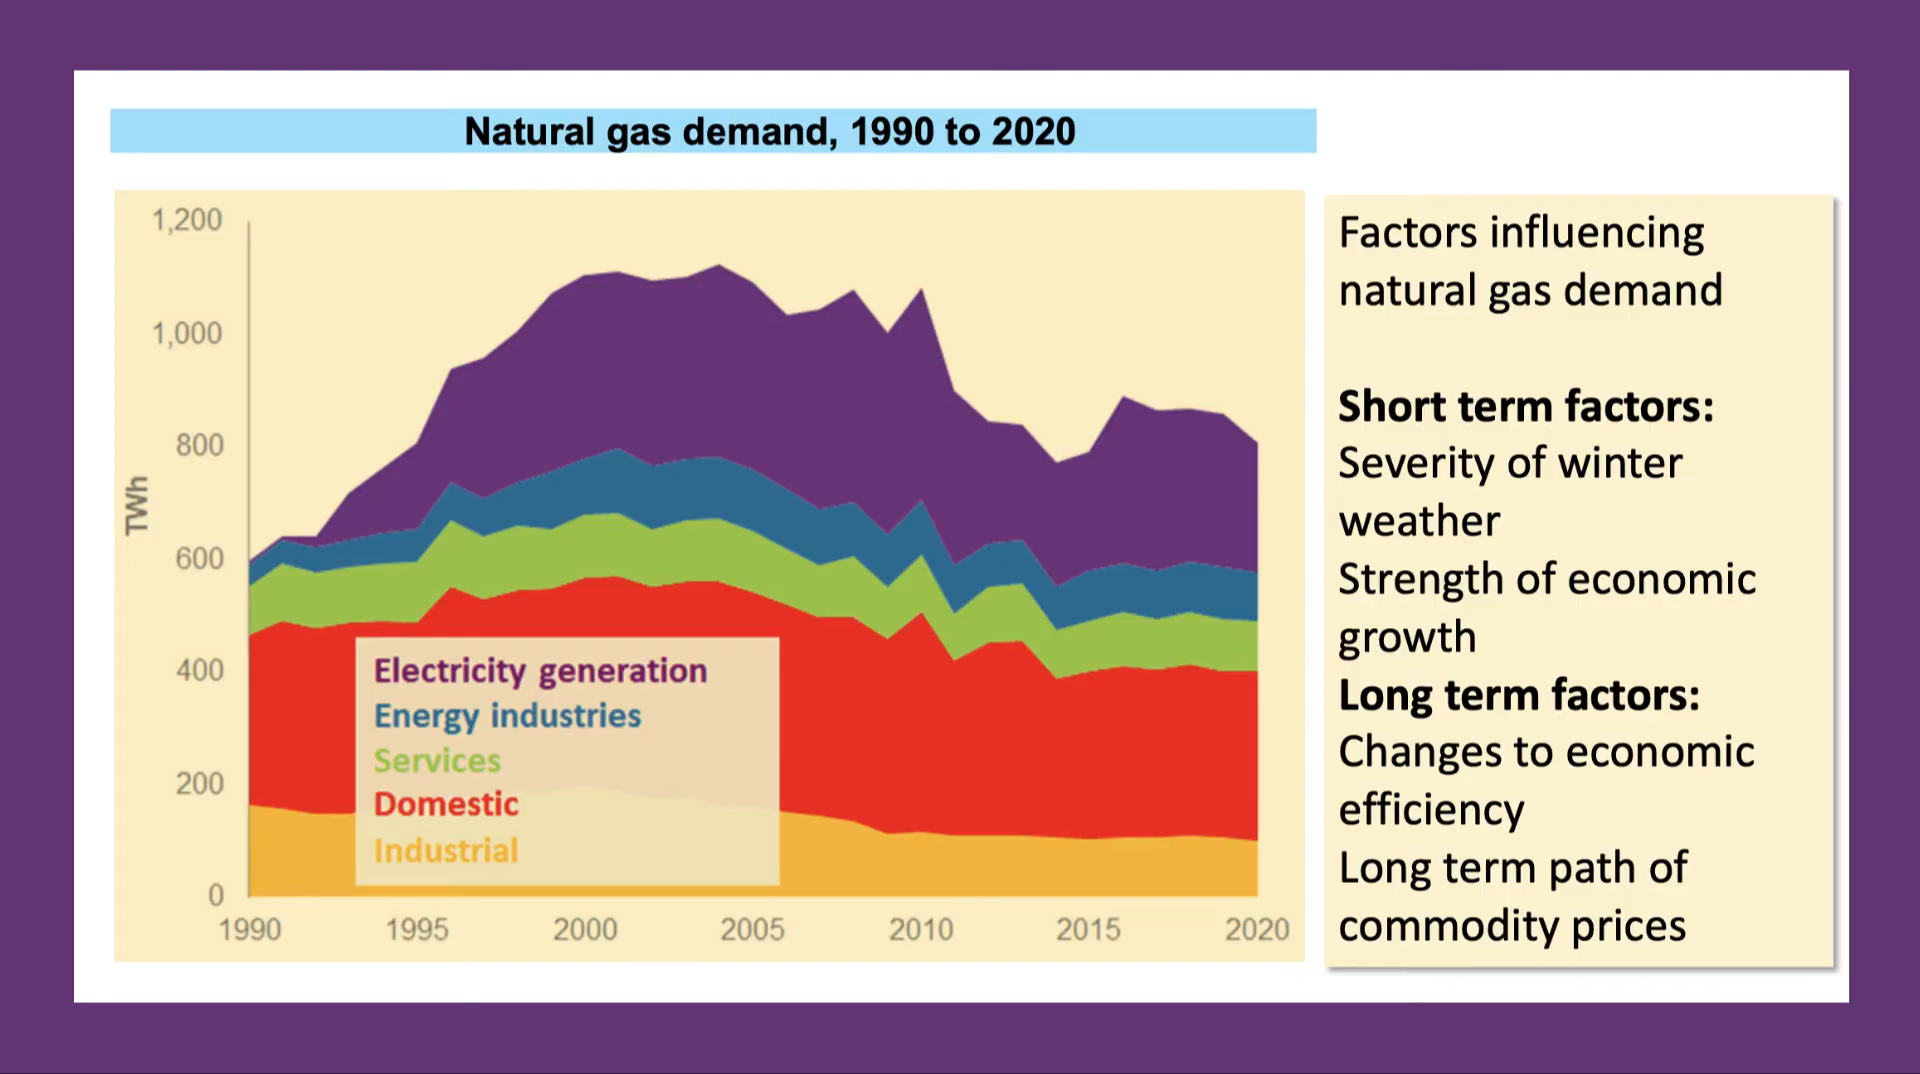 Natural gas demand, 1990 to 2020
1,200
1,000
800
600
400
200
0
TWh
1990 1995 2000 2005 2010 2015 2020
Electricity generation
Energy industries
Services
Domestic
Industrial
Factors influencing
natural gas demand
Short term factors:
Severity of winter
weather
Strength of economic
growth
Long term factors:
Changes to economic
efficiency
Long term path of
commodity prices